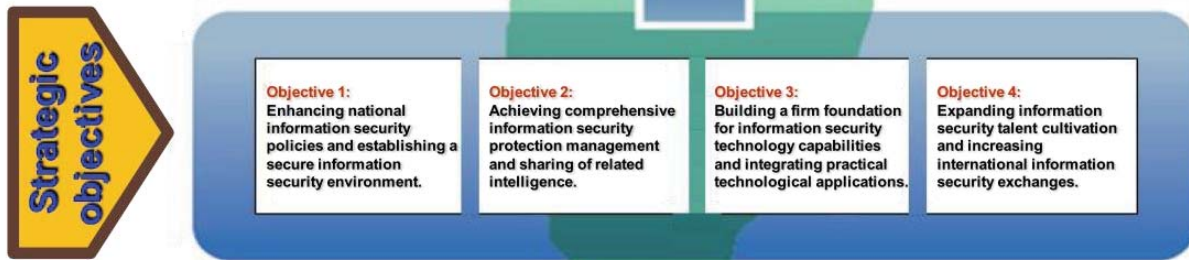 Strategic
objectives
Objective 1:
Enhancing national
information security
policies and establishing a
secure information
security environment.
Objective 2:
Achieving comprehensive
information security
protection management
and sharing of related
intelligence.
Objective 3:
Building a firm foundation
for information security
technology capabilities
and integrating practical
technological applications.
Objective 4:
Expanding information
security talent cultivation
and increasing
international information
security exchanges.